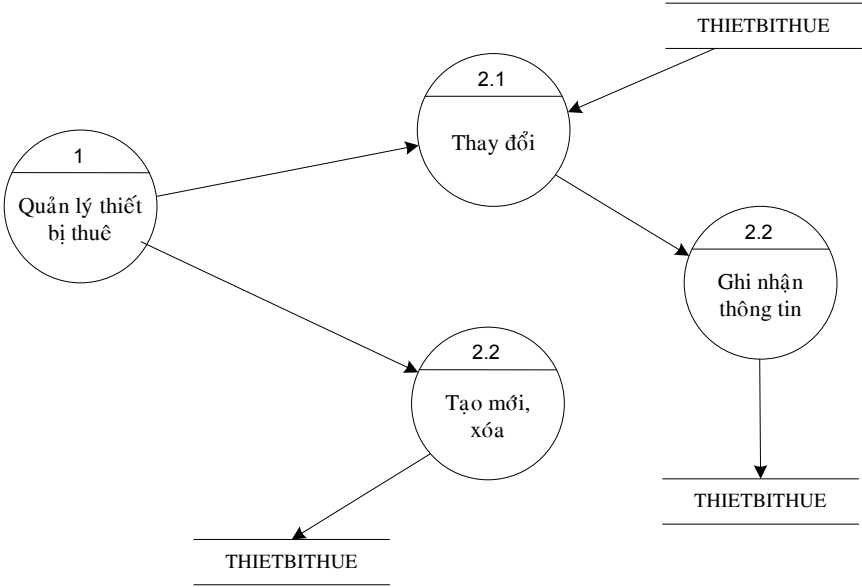 THIETBITHUE
2.1
Thay đổi
1
Quản lý thiết
bị thuê
2.2
Ghi nhận
thông tin
2.2
Tạo mới,
xóa
THIETBITHUE
THIETBITHUE